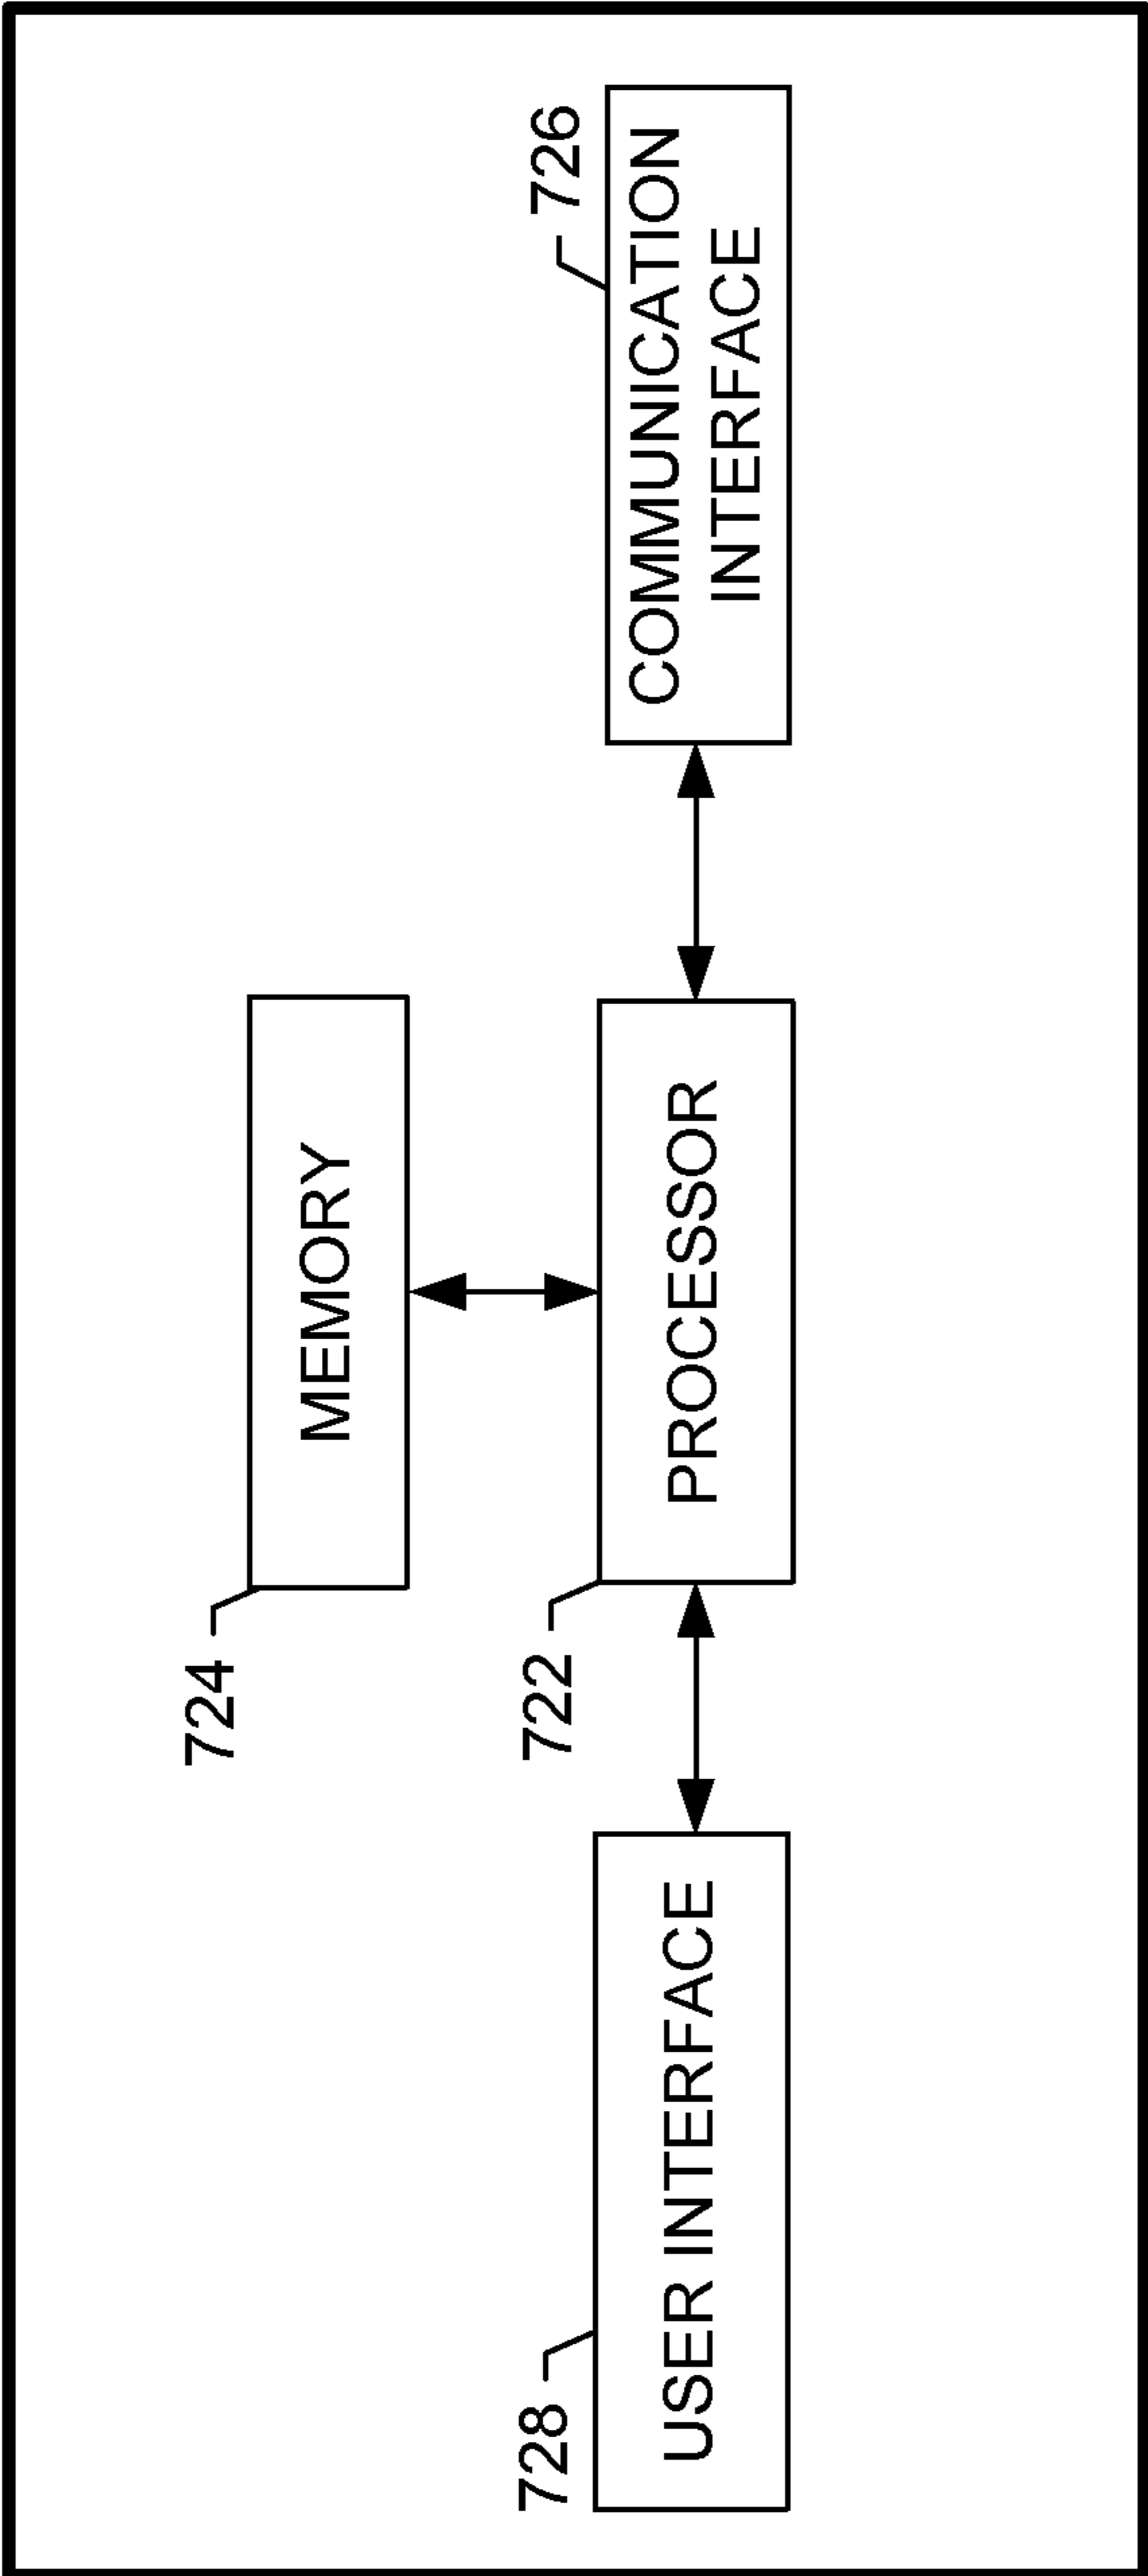 724
MEMORY
728
USER INTERFACE
722
PROCESSOR
726
COMMUNICATION
INTERFACE